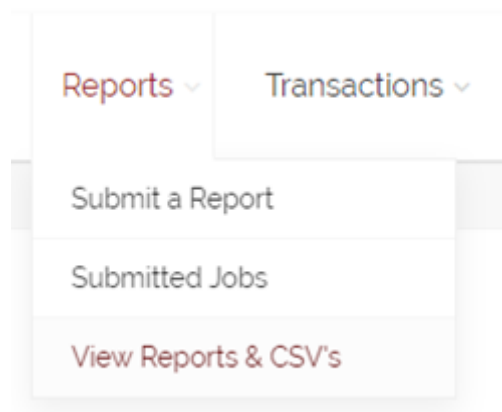 Reports
Transactions
Submit a Report
Submitted Jobs
View Reports & CSV's